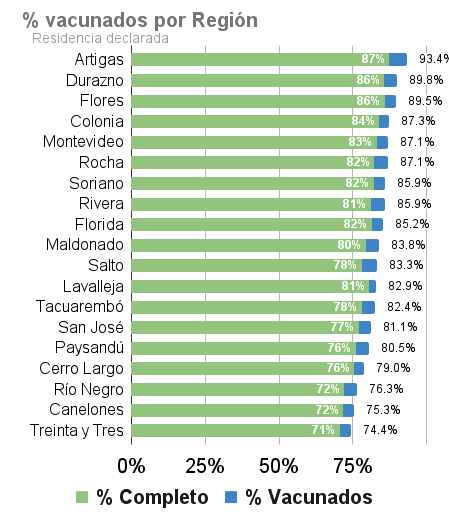 % vacunados por Región
Residencia declarada
Artigas 87% 93.4%
Durazno 86% 89.8%
Flores 86% 89.5%
Colonia 84% 87.3%
Montevideo 83% 87.1%
Rocha 82% 87.1%
Soriano 82% 85.9%
Rivera 81% 85.9%
Florida 82% 85.2%
Maldonado 80% 83.8%
Salto 78% 83.3%
Lavalleja 81% 82.9%
Tacuarembó 78% 82.4%
San José 77% 81.1%
Paysandú 76% 80.5%
Cerro Largo 76% 79.0%
Río Negro 72% 76.3%
Canelones 72% 75.3%
Treinta y Tres 71% 74.4%
0% 25% 50% 75%
% Completo % Vacunados